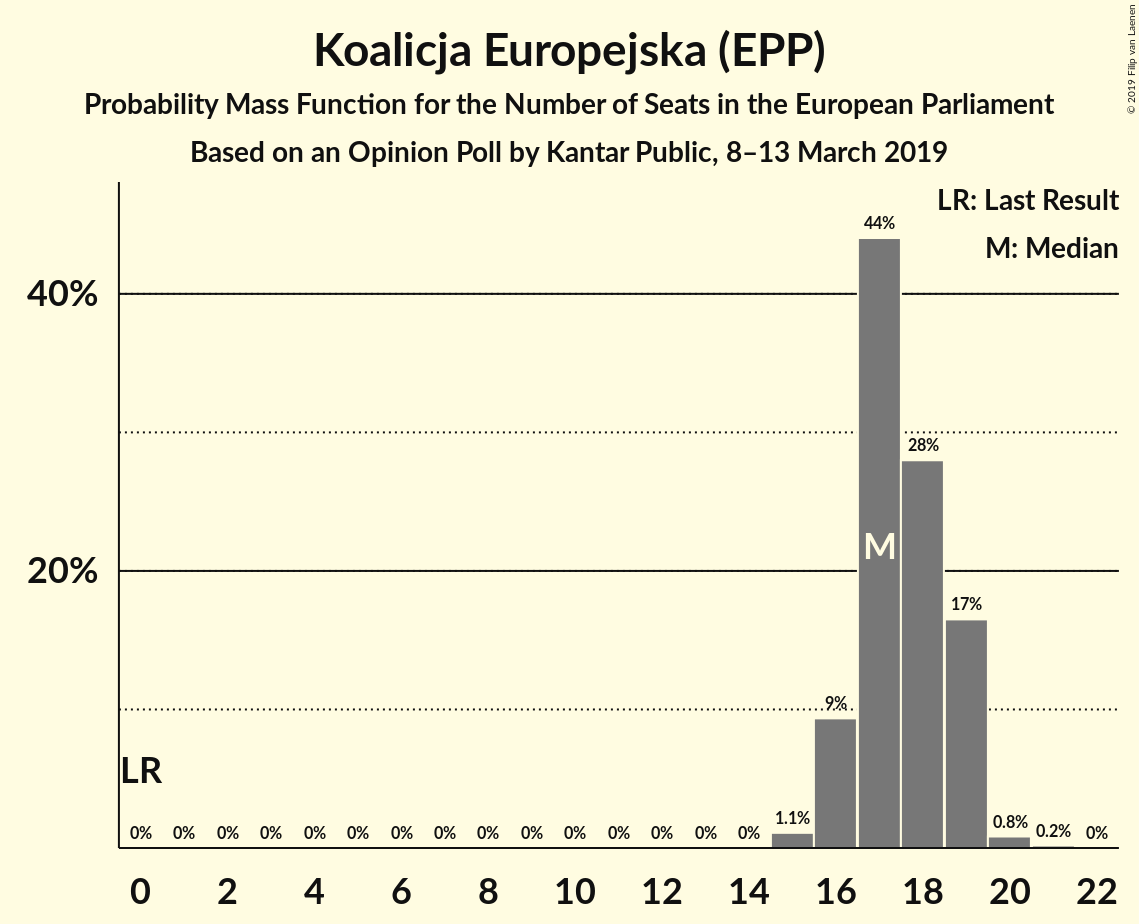 Koalicja Europejska (EPP)
Probability Mass Function for the Number of Seats in the European Parliament
Based on an Opinion Poll by Kantar Public, 8–13 March 2019
© 2019 Filip van Laenen
LR: Last Result
M: Median
40%
20%
44%
28%
17%
9%
1.1%
0.8%
0.2%
0%
M
LR
0% 0% 0% 0% 0% 0% 0% 0% 0% 0% 0% 0% 0% 0% 0%
0 2 4 6 8 10 12 14 16 18 20 22